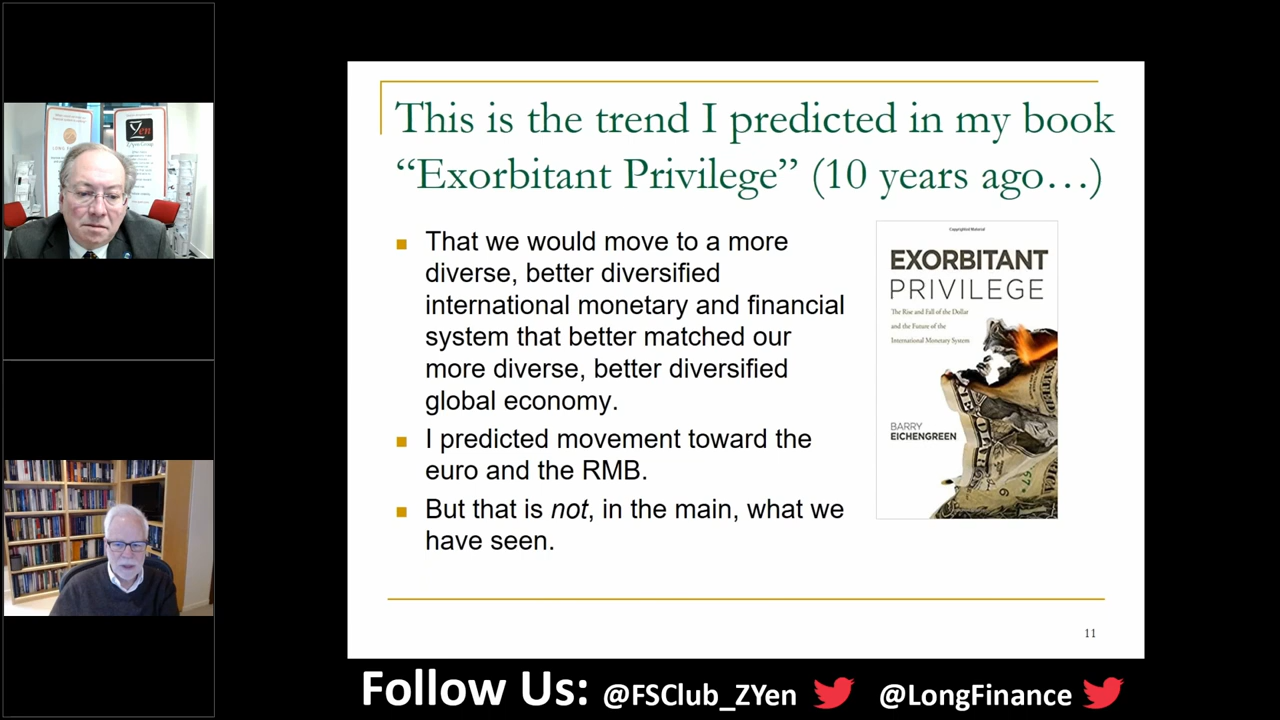 This is the trend I predicted in my book
“Exorbitant Privilege” (10 years ago…)
That we would move to a more
diverse, better diversified
international monetary and financial
system that better matched our
more diverse, better diversified
global economy.
I predicted movement toward the
euro and the RMB.
But that is not, in the main, what we
have seen.
Copyrighted Material
EXORBITANT
PRIVILEGE
The Rise and Fall of the Dollar
and the Future of the
International Monetary System
BARRY
EICHENGREEN
11
Follow Us: @FSClub_ZYen @LongFinance